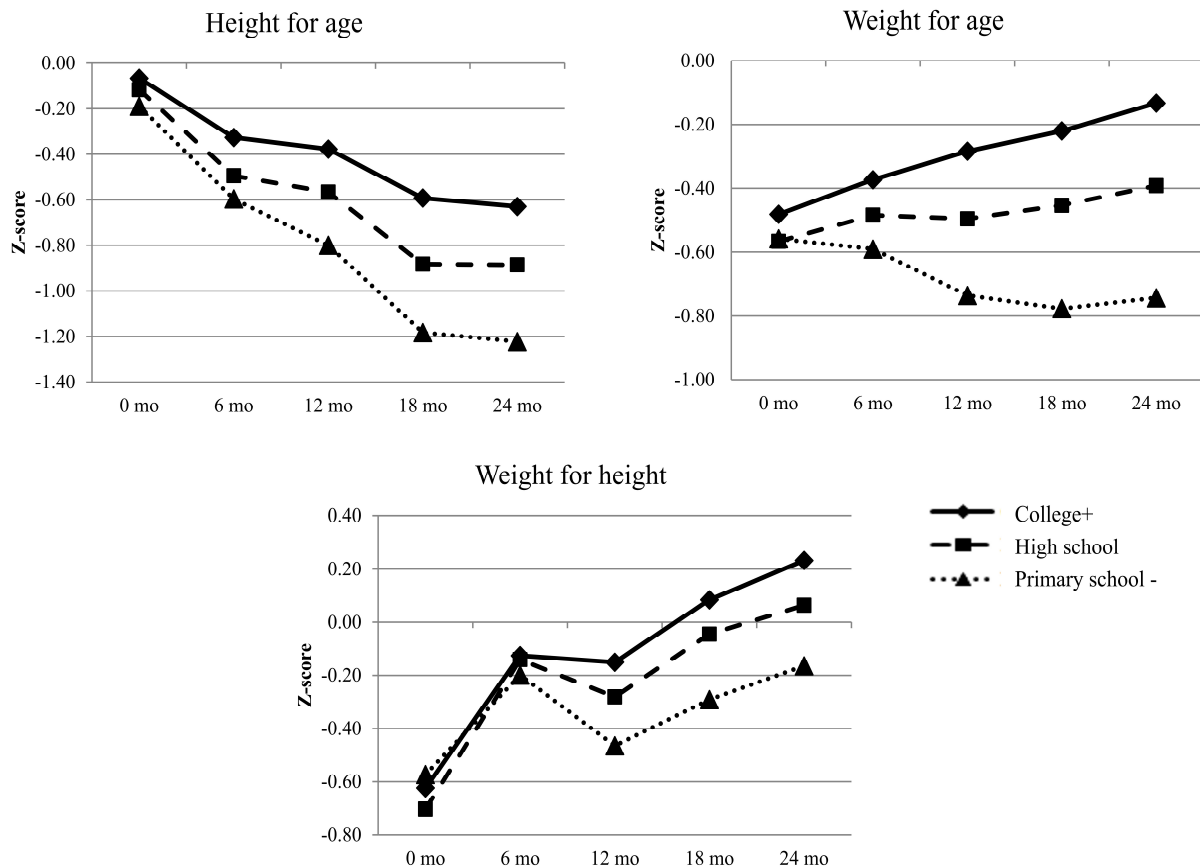 Height for age
0.00
-0.20
-0.40
-0.60
-0.80
-1.00
-1.20
-1.40
Z-score
0 mo 6 mo 12 mo 18 mo 24 mo
Weight for age
0.00
-0.20
-0.40
-0.60
-0.80
-1.00
Z-score
0 mo 6 mo 12 mo 18 mo 24 mo
Weight for height
0.40
0.20
0.00
-0.20
-0.40
-0.60
-0.80
Z-score
0 mo 6 mo 12 mo 18 mo 24 mo
College+
High school
Primary school -